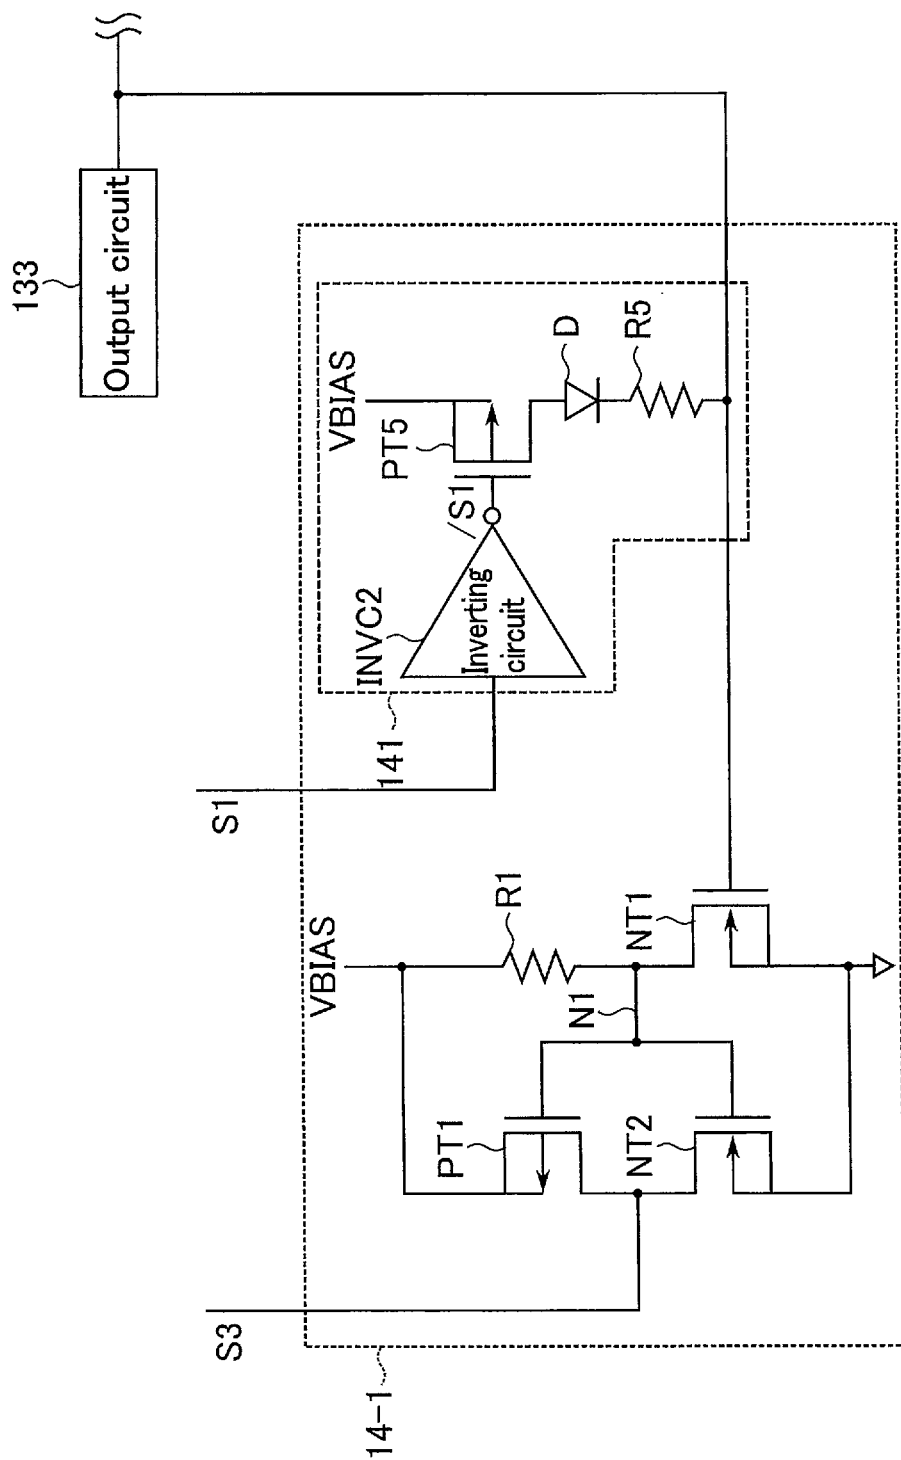 133
Output circuit
VBIAS
PT5
D
R5
S1
INVC2
Inverting
circuit
141
S1
VBIAS
R1
NT1
N1
PT1
NT2
S3
14-1